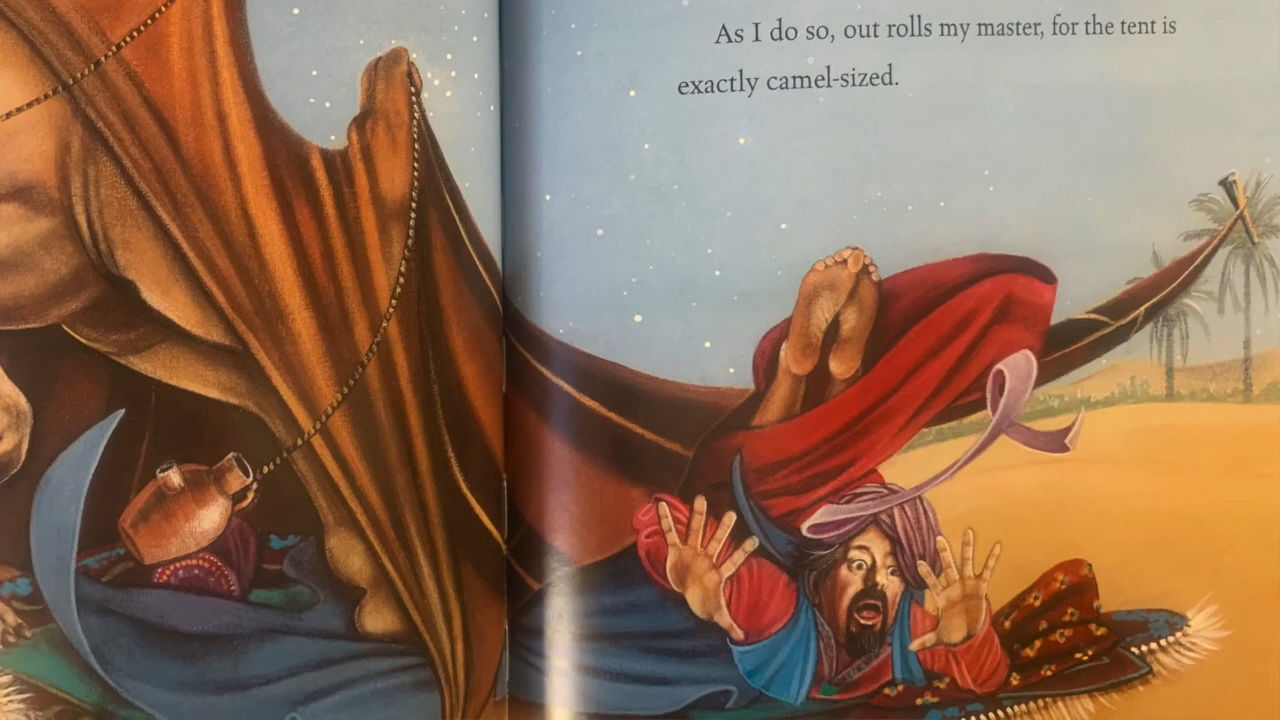 As I do so, out rolls my master, for the tent is
exactly camel-sized.